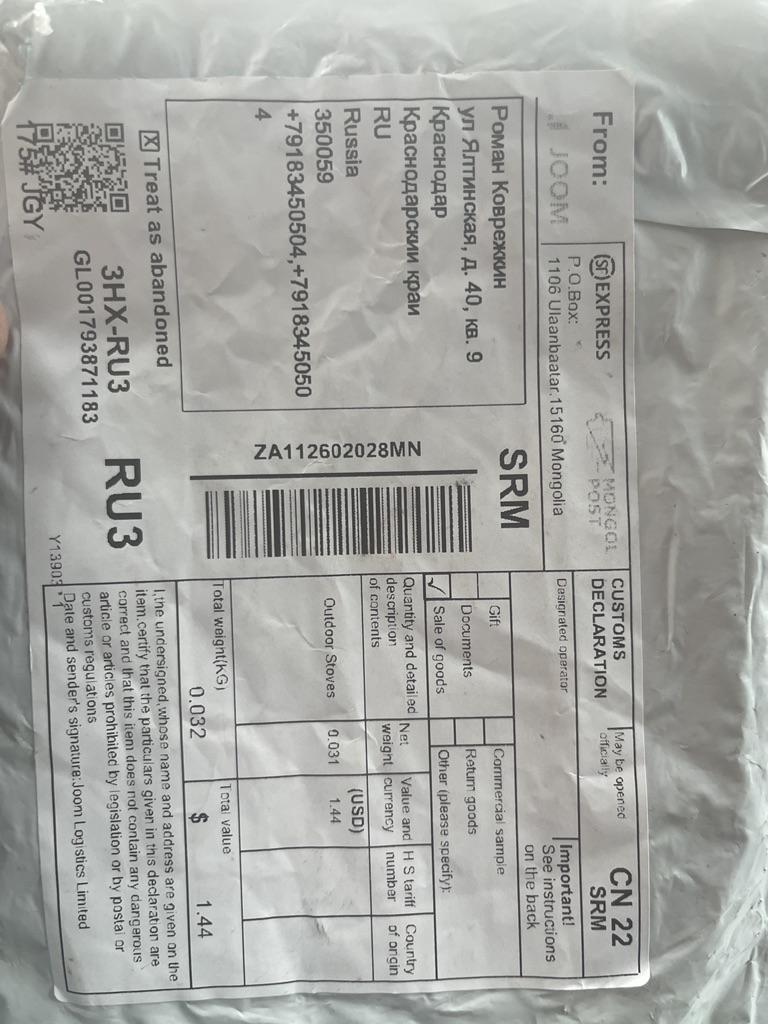 From:
JOOM
EXPRESS
MONGOL
POST
P.O.Box:
1106 Ulaanbaatar.15160 Mongolia
Роман Коврежкин
ул Ялтинская, д. 40, кв. 9
Краснодар
Краснодарский край
RU
Russia
350059
+79183450504,+7918345050
4
SRM
ZA112602028MN
X Treat as abandoned
3HX-RU3
RU3
GL001793871183
175# JGY
Y13903
* 1
CUSTOMS
DECLARATION
May be opened
officially
CN 22
SRM
Designated operator
Important!
See instructions
on the back
Gift
Commercial sample
Documents
Return goods
✓ Sale of goods
Other (please specify):
Quantity and detailed
description
of contents
Net
weight
Value and
currency
H S tariff
number
Country
of origin
(USD)
Outdoor Stoves 0.031 1.44
Total weight(KG)
0.032
Total value
$ 1.44
I,the undersigned,whose name and address are given on the
item,certify that the particulars given in this declaration are
correct and that this item does not contain any dangerous
article or articles prohibited by legislation or by postal or
customs regulations
Date and sender's signature:Joom Logistics Limited